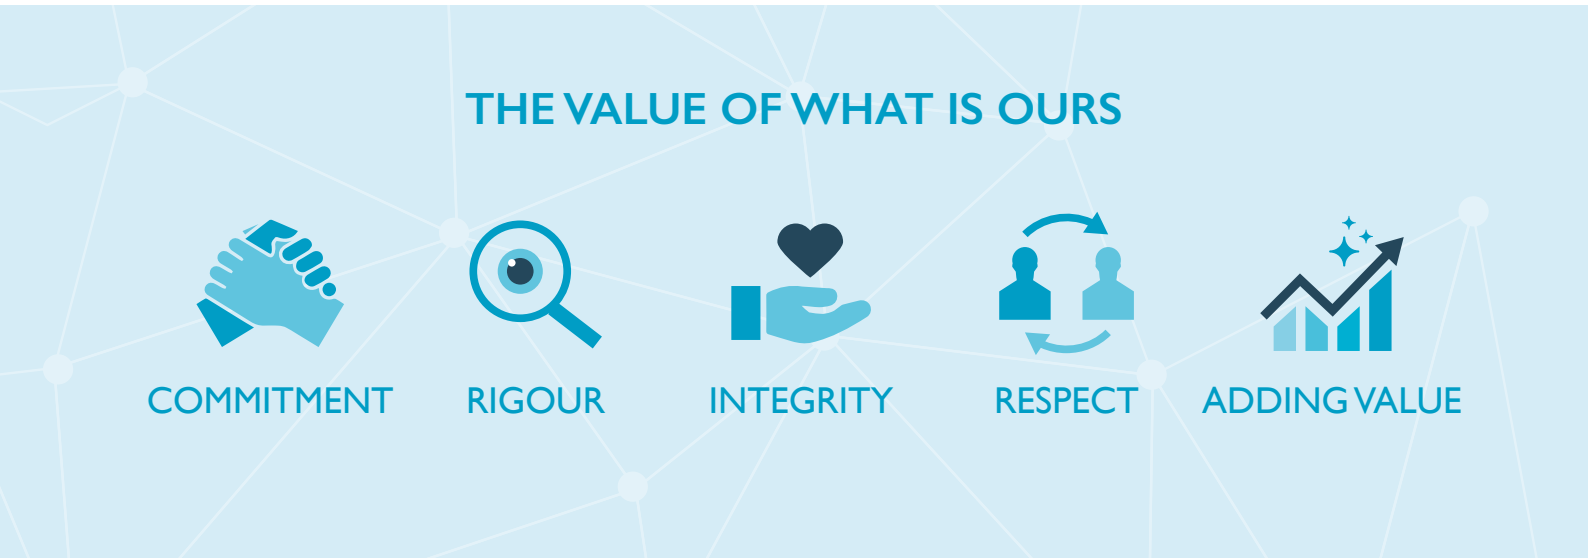 THE VALUE OF WHAT IS OURS
COMMITMENT
RIGOUR
INTEGRITY
RESPECT
ADDING VALUE